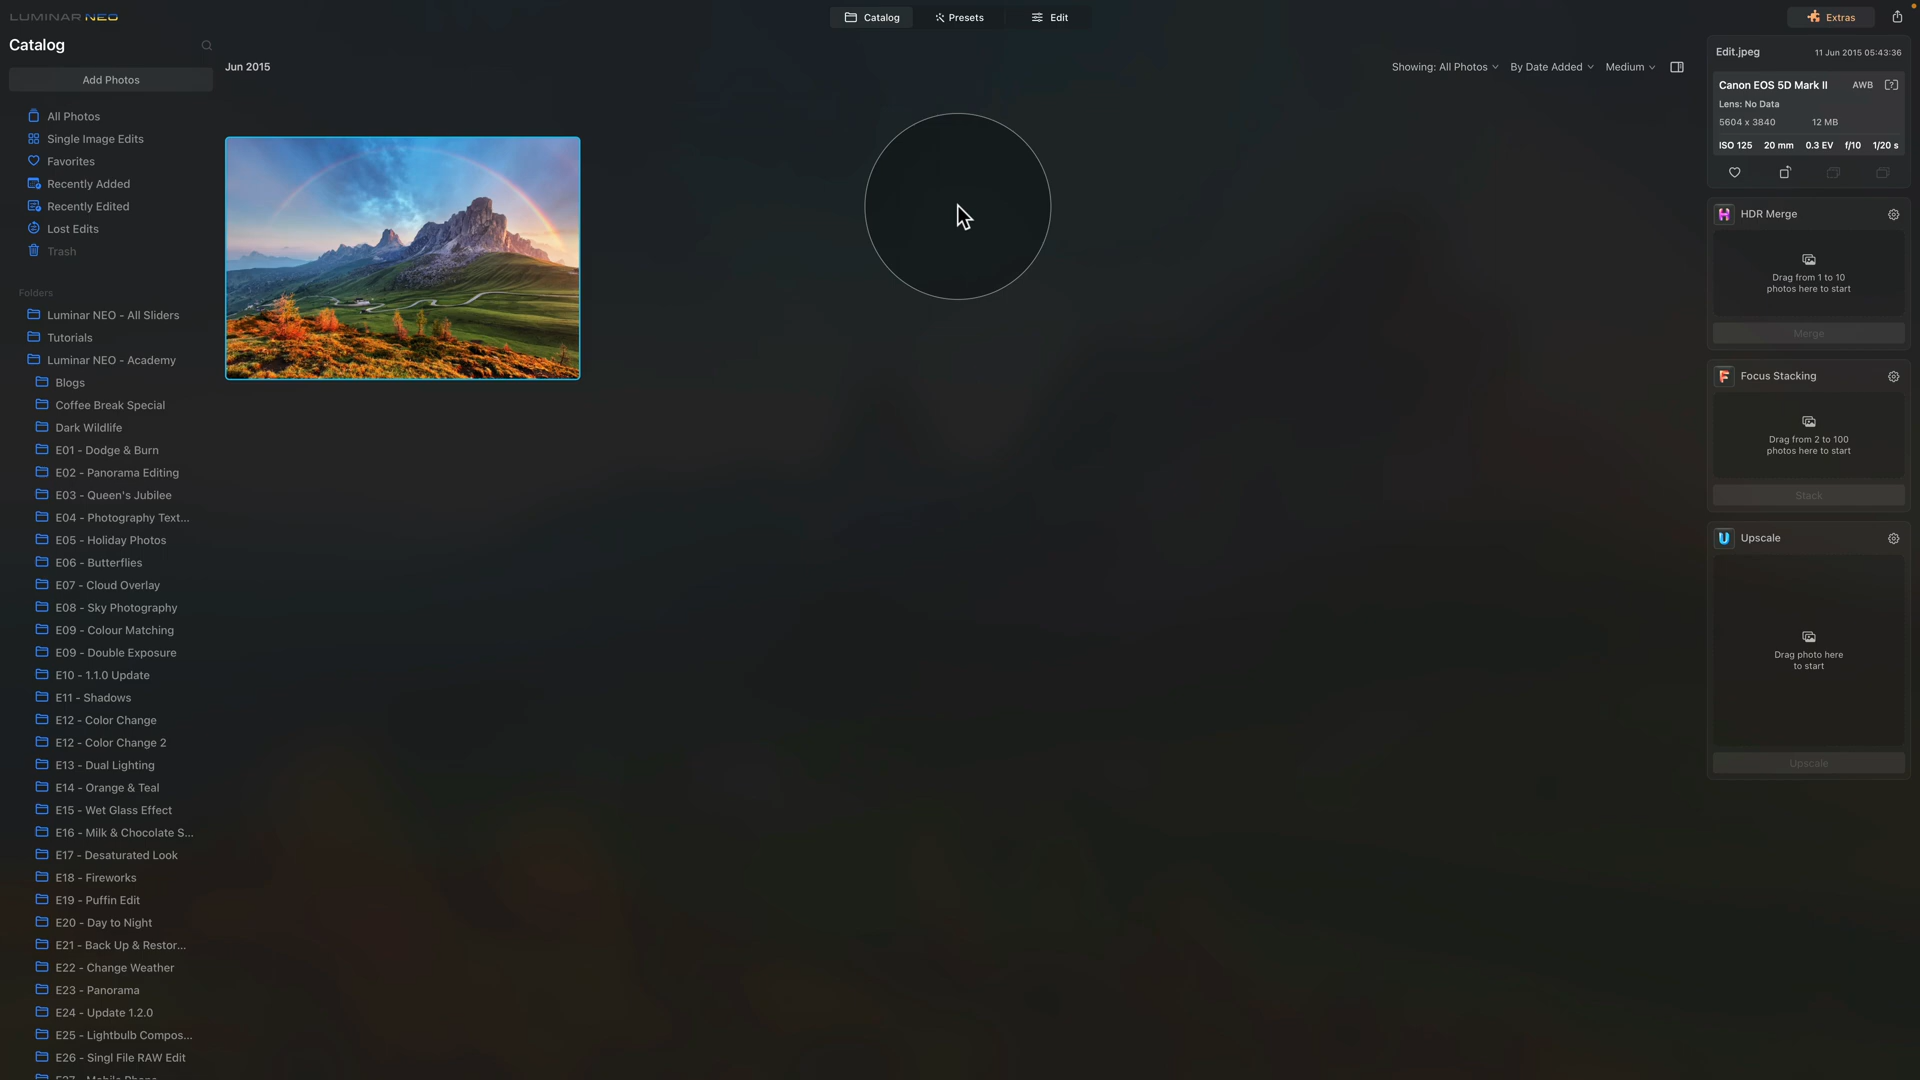 LUMINAR NEO
Catalog
Presets
Edit
Extras
Catalog
Add Photos
All Photos
Single Image Edits
Favorites
Recently Added
Recently Edited
Lost Edits
Trash
Folders
Luminar NEO - All Sliders
Tutorials
Luminar NEO - Academy
Blogs
Coffee Break Special
Dark Wildlife
E01 - Dodge & Burn
E02 - Panorama Editing
E03 - Queen's Jubilee
E04 - Photography Text...
E05 - Holiday Photos
E06 - Butterflies
E07 - Cloud Overlay
E08 - Sky Photography
E09 - Colour Matching
E09 - Double Exposure
E10 - 1.1.0 Update
E11 - Shadows
E12 - Color Change
E12 - Color Change 2
E13 - Dual Lighting
E14 - Orange & Teal
E15 - Wet Glass Effect
E16 - Milk & Chocolate S...
E17 - Desaturated Look
E18 - Fireworks
E19 - Puffin Edit
E20 - Day to Night
E21 - Back Up & Restor...
E22 - Change Weather
E23 - Panorama
E24 - Update 1.2.0
E25 - Lightbulb Compos...
E26 - Singl File RAW Edit
Jun 2015
Showing: All Photos
By Date Added
Medium
Edit.jpeg
11 Jun 2015 05:43:36
Canon EOS 5D Mark II
AWB
Lens: No Data
5604 x 3840
12 MB
ISO 125
20 mm
0.3 EV
f/10
1/20 s
HDR Merge
Drag from 1 to 10
photos here to start
Merge
Focus Stacking
Drag from 2 to 100
photos here to start
Stack
Upscale
Drag photo here
to start
Upscale